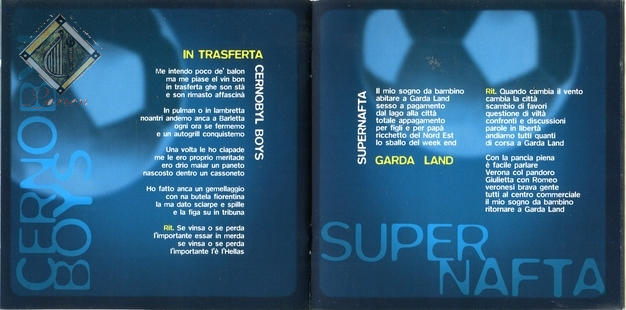 CERNOBYL
BOYS
IN TRASFERTA
CERNOBYL BOYS
Me intendo poco de' balon
ma me piase el vin bon
in trasferta ghe son stà
e son rimasto affascinà
In pulman o in lambretta
noantri andemo anca a Barletta
ogni ora se fermemo
e un autogrill conquistemo
Una volta le ho ciapade
me le ero proprio meritade
ero drio maiar un paneto
nascosto dentro un cassoneto
Ho fatto anca un gemellaggio
con na butela fiorentina
la ma dato sciarpe e spille
e la figa su in tribuna
Rit. Se vinsa o se perda
l'importante essar in merda
se vinsa o se perda
l'importante l'è l'Hellas
SUPERNAFTA
Il mio sogno da bambino
abitare a Garda Land
sesso a pagamento
dal lago alla città
totale appagamento
per figli e per papà
ricchetto del Nord Est
lo sballo del week end
GARDA LAND
Rit. Quando cambia il vento
cambia la città
scambio di favori
questione di viltà
confronti e discussioni
parole in libertà
andiamo tutti quanti
di corsa a Garda Land
Con la pancia piena
è facile parlare
Verona col pandoro
Giulietta con Romeo
veronesi brava gente
tutti al centro commerciale
il mio sogno da bambino
ritornare a Garda Land
SUPER
NAFTA